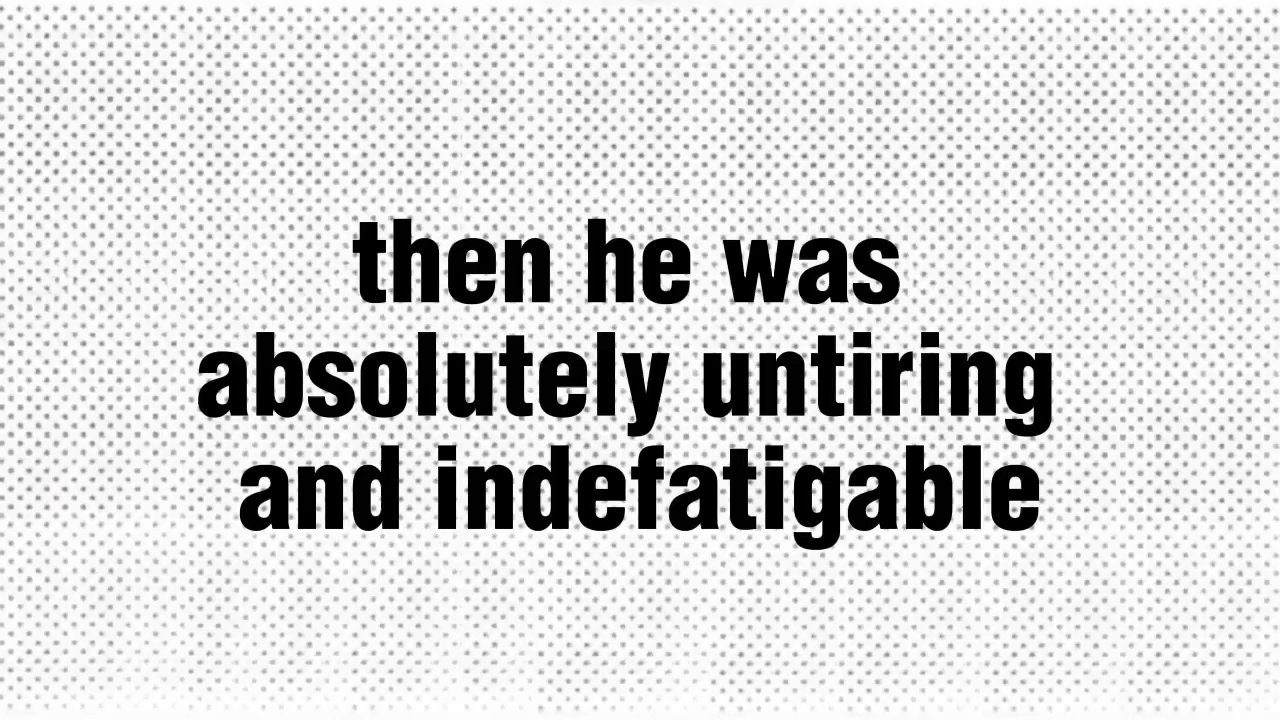 then he was
absolutely untiring
and indefatigable